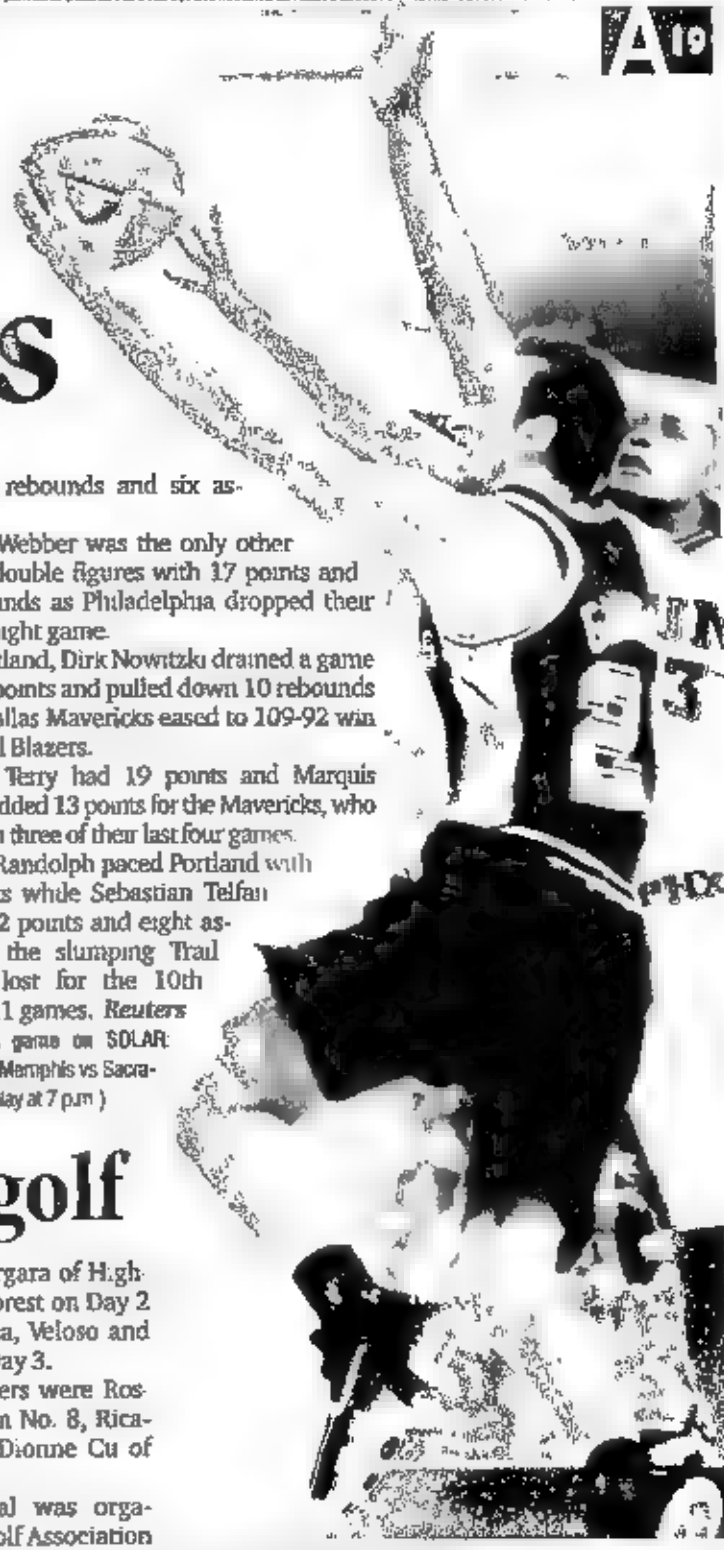 A19
s
rebounds and six as-
Webber was the only other
double figures with 17 points and
unds as Philadelphia dropped their
ight game.
tland, Dirk Nowitzki drained a game
points and pulled down 10 rebounds
allas Mavericks eased to 109-92 win
l Blazers.
Terry had 19 points and Marquis
dded 13 points for the Mavericks, who
n three of their last four games.
Randolph paced Portland with
s while Sebastian Telfair
2 points and eight as-
the slumping Trail
lost for the 10th
1 games. Reuters
game on SOLAR:
Memphis vs Sacra-
ay at 7 p.m.)
golf
rgara of High-
orest on Day 2
a, Veloso and
ay 3.
ers were Ros-
n No. 8, Rica-
Dionne Cu of
al was orga-
olf Association